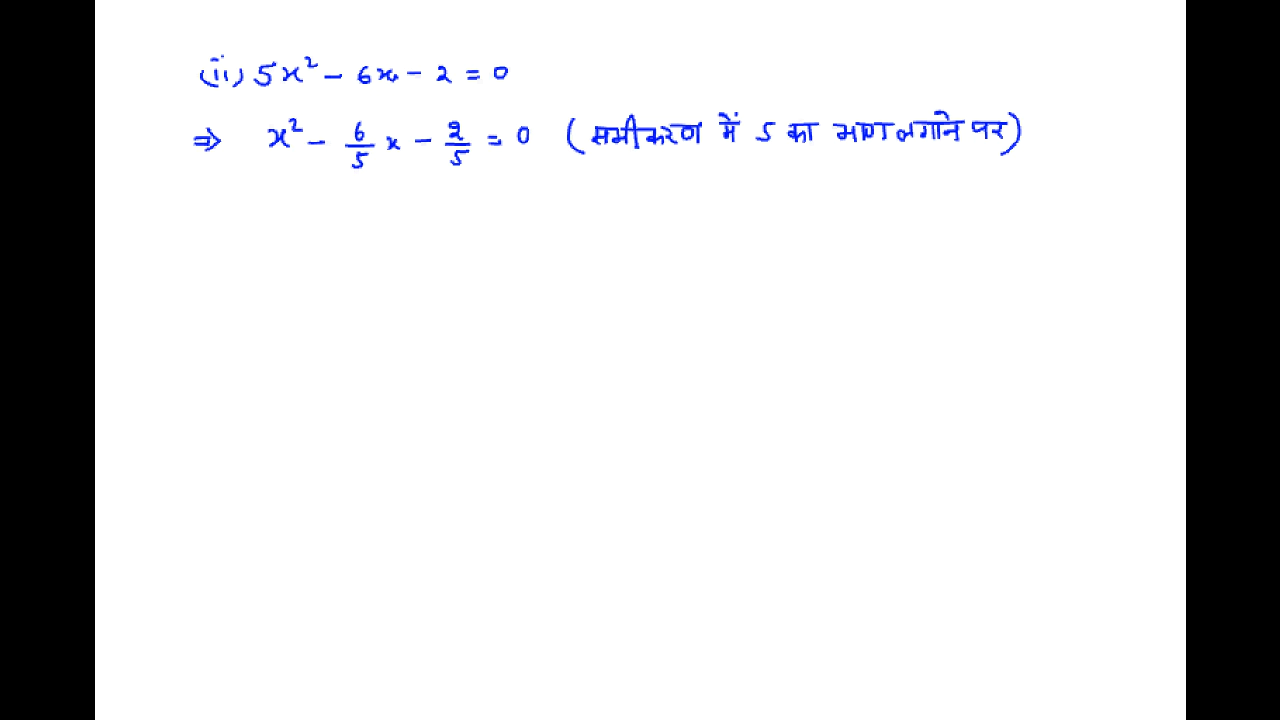 (ii) 5x² - 6x - 2 = 0
⇒ x² - 6/5 x - 2/5 = 0 (समीकरण में 5 का भाग लगाने पर)